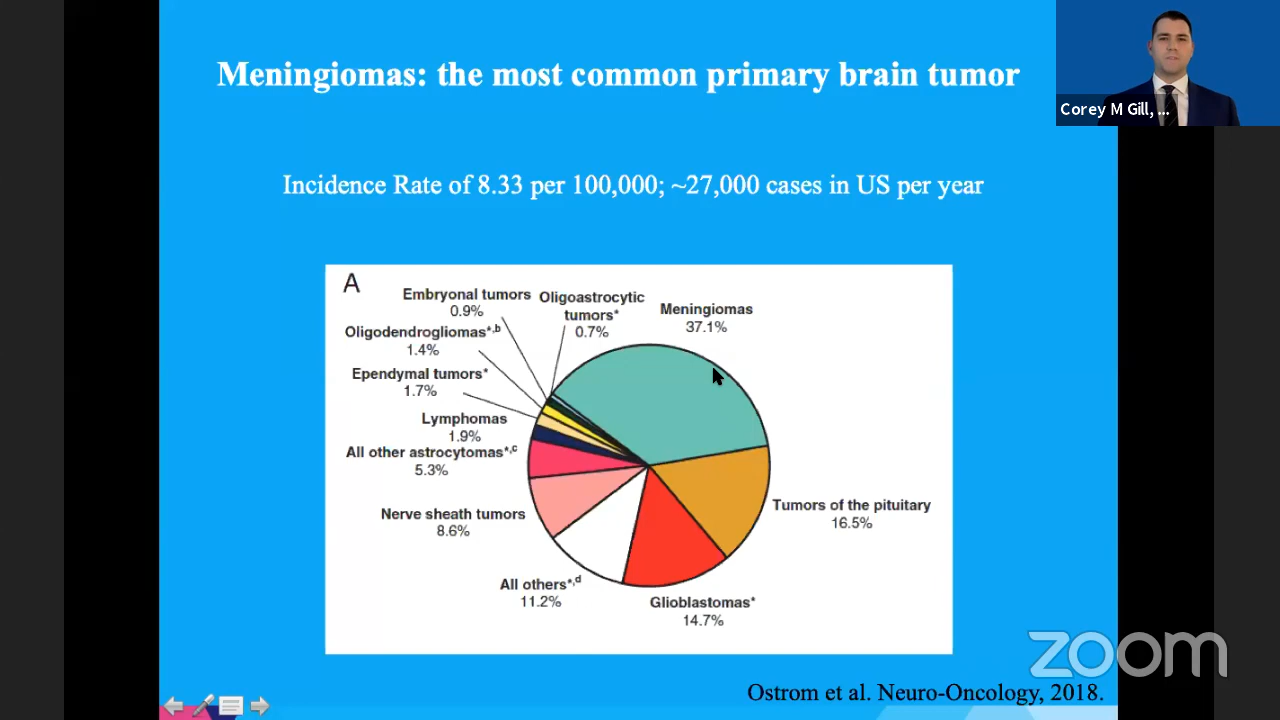 Meningiomas: the most common primary brain tumor
Corey M Gill, ...
Incidence Rate of 8.33 per 100,000; ~27,000 cases in US per year
A
Embryonal tumors
0.9%
Oligoastrocytic
tumors*
0.7%
Meningiomas
37.1%
Oligodendrogliomas*,b
1.4%
Ependymal tumors*
1.7%
Lymphomas
1.9%
All other astrocytomas*,c
5.3%
Nerve sheath tumors
8.6%
All others*,d
11.2%
Glioblastomas*
14.7%
Tumors of the pituitary
16.5%
zoom
Ostrom et al. Neuro-Oncology, 2018.